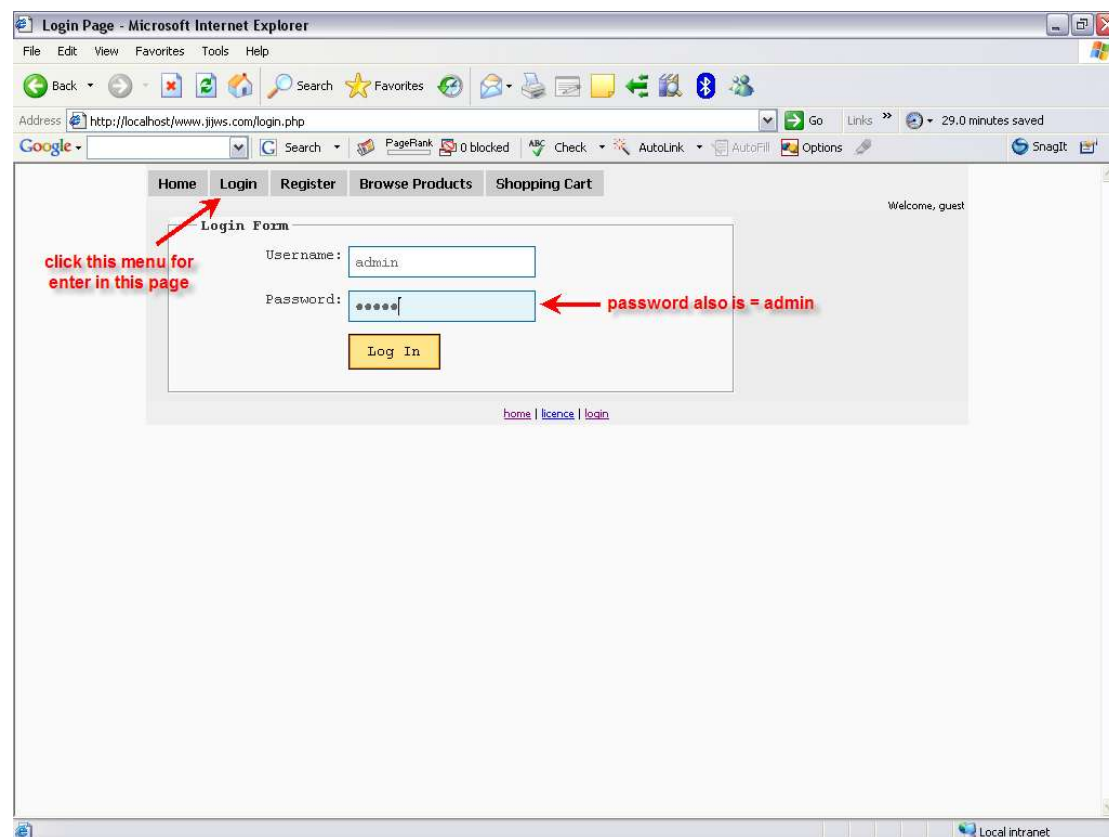 Login Page - Microsoft Internet Explorer
File Edit View Favorites Tools Help
Back Search Favorites
Address http://localhost/www.jijws.com/login.php Go Links » 29.0 minutes saved
Google Search PageRank 0 blocked ABC Check AutoLink AutoFill Options SnagIt
Home Login Register Browse Products Shopping Cart
Welcome, guest
Login Form
click this menu for
enter in this page
Username: admin
Password: •••••
password also is = admin
Log In
home | licence | login
Local intranet